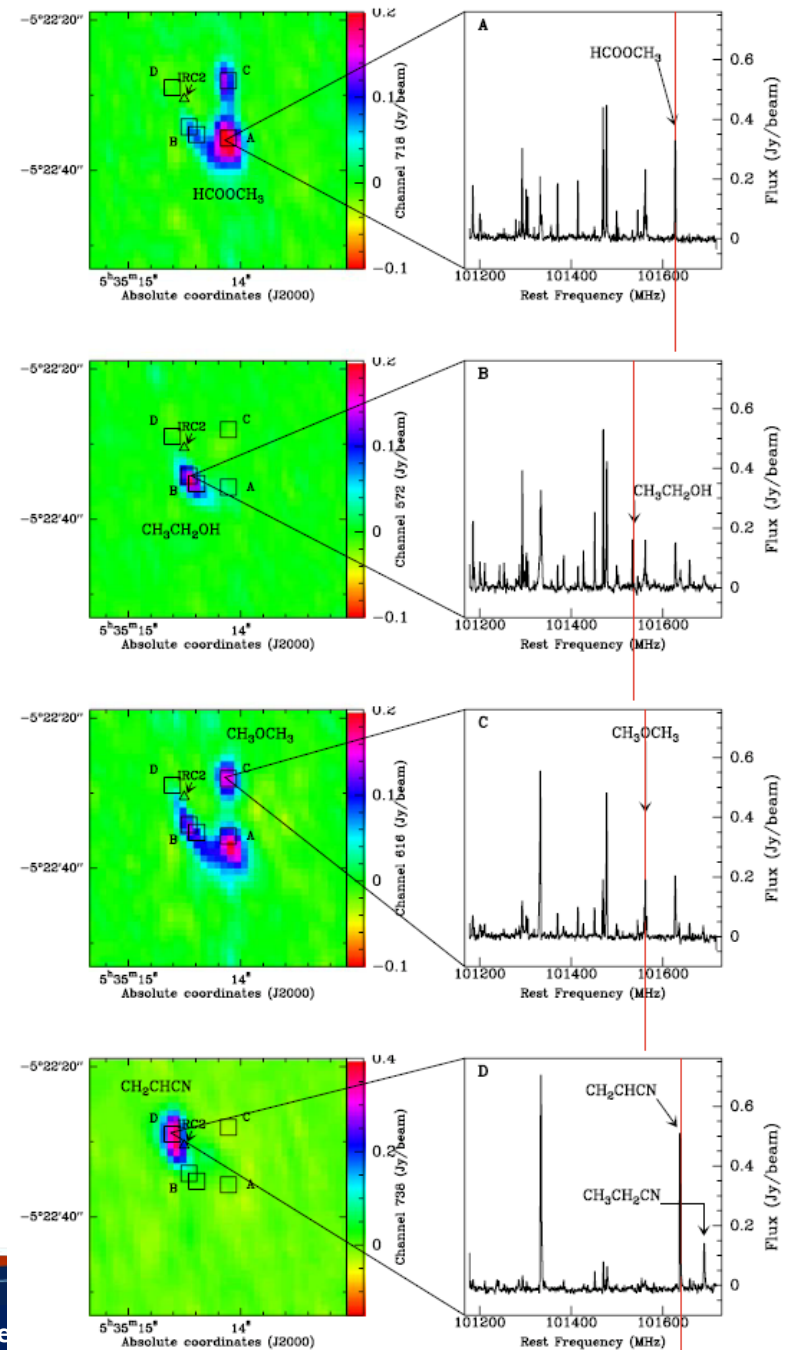 −5°22′20″
D
IRC2
C
B
A
−5°22′40″
HCOOCH₃
5ʰ35ᵐ15ˢ
14ˢ
Absolute coordinates (J2000)
0.1
0
−0.1
Channel 718 (Jy/beam)
A
HCOOCH₃
0.6
0.4
0.2
0
Flux (Jy/beam)
101200
101400
101600
Rest Frequency (MHz)
−5°22′20″
D
IRC2
C
B
A
−5°22′40″
CH₃CH₂OH
5ʰ35ᵐ15ˢ
14ˢ
Absolute coordinates (J2000)
0.1
0
−0.1
Channel 572 (Jy/beam)
B
CH₃CH₂OH
0.6
0.4
0.2
0
Flux (Jy/beam)
101200
101400
101600
Rest Frequency (MHz)
−5°22′20″
CH₃OCH₃
D
IRC2
C
B
A
−5°22′40″
5ʰ35ᵐ15ˢ
14ˢ
Absolute coordinates (J2000)
0.1
0
−0.1
Channel 616 (Jy/beam)
C
CH₃OCH₃
0.6
0.4
0.2
0
Flux (Jy/beam)
101200
101400
101600
Rest Frequency (MHz)
−5°22′20″
CH₂CHCN
D
IRC2
C
B
A
−5°22′40″
5ʰ35ᵐ15ˢ
14ˢ
Absolute coordinates (J2000)
0.4
0.2
0
Channel 738 (Jy/beam)
D
CH₂CHCN
CH₃CH₂CN
0.6
0.4
0.2
0
Flux (Jy/beam)
101200
101400
101600
Rest Frequency (MHz)